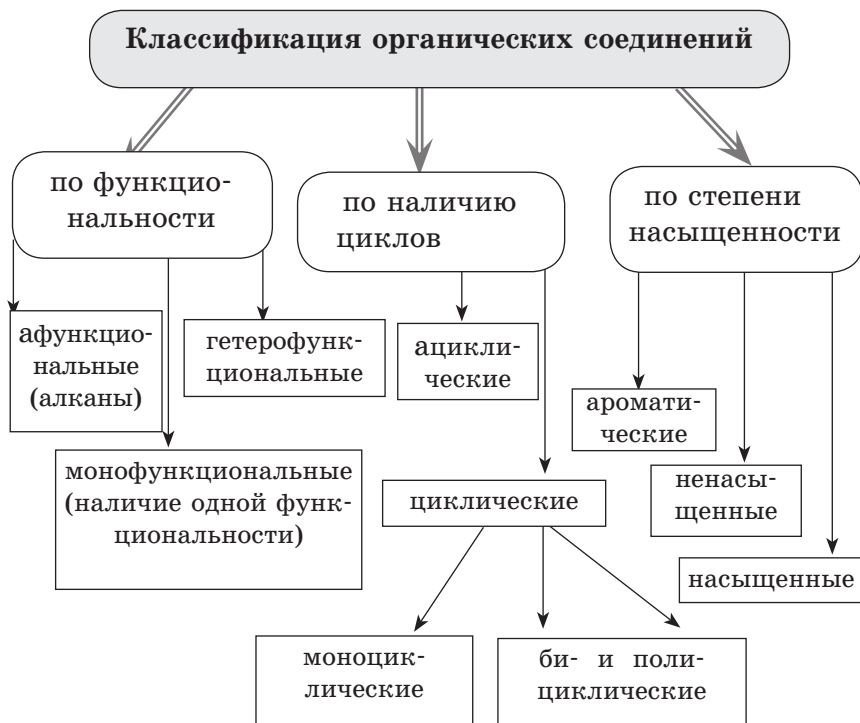 Классификация органических соединений
по функцио-
нальности
по наличию
циклов
по степени
насыщенности
афункцио-
нальные
(алканы)
гетерофунк-
циональные
ацикли-
ческие
аромати-
ческие
монофункциональные
(наличие одной функ-
циональности)
циклические
ненасы-
щенные
насыщенные
моноцик-
лические
би- и поли-
циклические